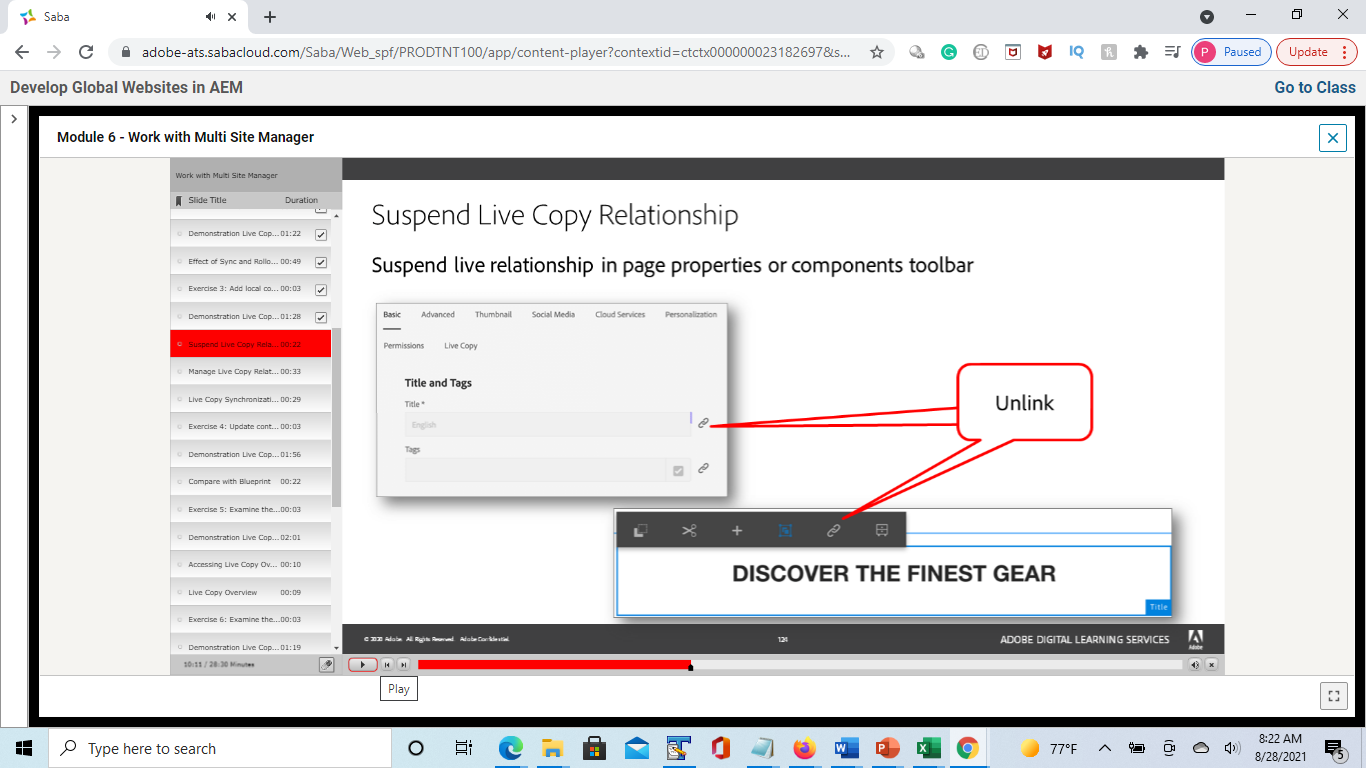 Saba
adobe-ats.sabacloud.com/Saba/Web_spf/PRODTNT100/app/content-player?contextid=ctctx000000023182697&s...
P Paused
Update
Develop Global Websites in AEM
Go to Class
Module 6 - Work with Multi Site Manager
Work with Multi Site Manager
Slide Title Duration
Demonstration Live Cop... 01:22
Effect of Sync and Rollo... 00:49
Exercise 3: Add local co... 00:03
Demonstration Live Cop... 01:28
Suspend Live Copy Rela... 00:22
Manage Live Copy Relat... 00:33
Live Copy Synchronizati... 00:29
Exercise 4: Update cont... 00:03
Demonstration Live Cop... 01:56
Compare with Blueprint 00:22
Exercise 5: Examine the... 00:03
Demonstration Live Cop... 02:01
Accessing Live Copy Ov... 00:10
Live Copy Overview 00:09
Exercise 6: Examine the... 00:03
Demonstration Live Cop... 01:19
10:11 / 28:30 Minutes
Suspend Live Copy Relationship
Suspend live relationship in page properties or components toolbar
Basic Advanced Thumbnail Social Media Cloud Services Personalization
Permissions Live Copy
Title and Tags
Title *
English
Tags
Unlink
DISCOVER THE FINEST GEAR
Title
© 2020 Adobe. All Rights Reserved. Adobe Confidential.
124
ADOBE DIGITAL LEARNING SERVICES
Adobe
Play
Type here to search
77°F
8:22 AM
8/28/2021
5